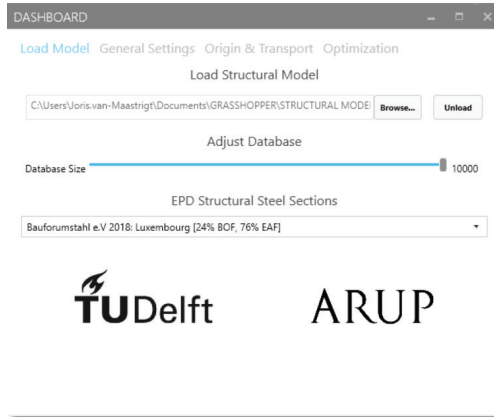 DASHBOARD
Load Model General Settings Origin & Transport Optimization
Load Structural Model
C:\Users\Joris.van-Maastrigt\Documents\GRASSHOPPER\STRUCTURAL MODE Browse... Unload
Adjust Database
Database Size 10000
EPD Structural Steel Sections
Bauforumstahl e.V 2018: Luxembourg [24% BOF, 76% EAF]
TUDelft ARUP